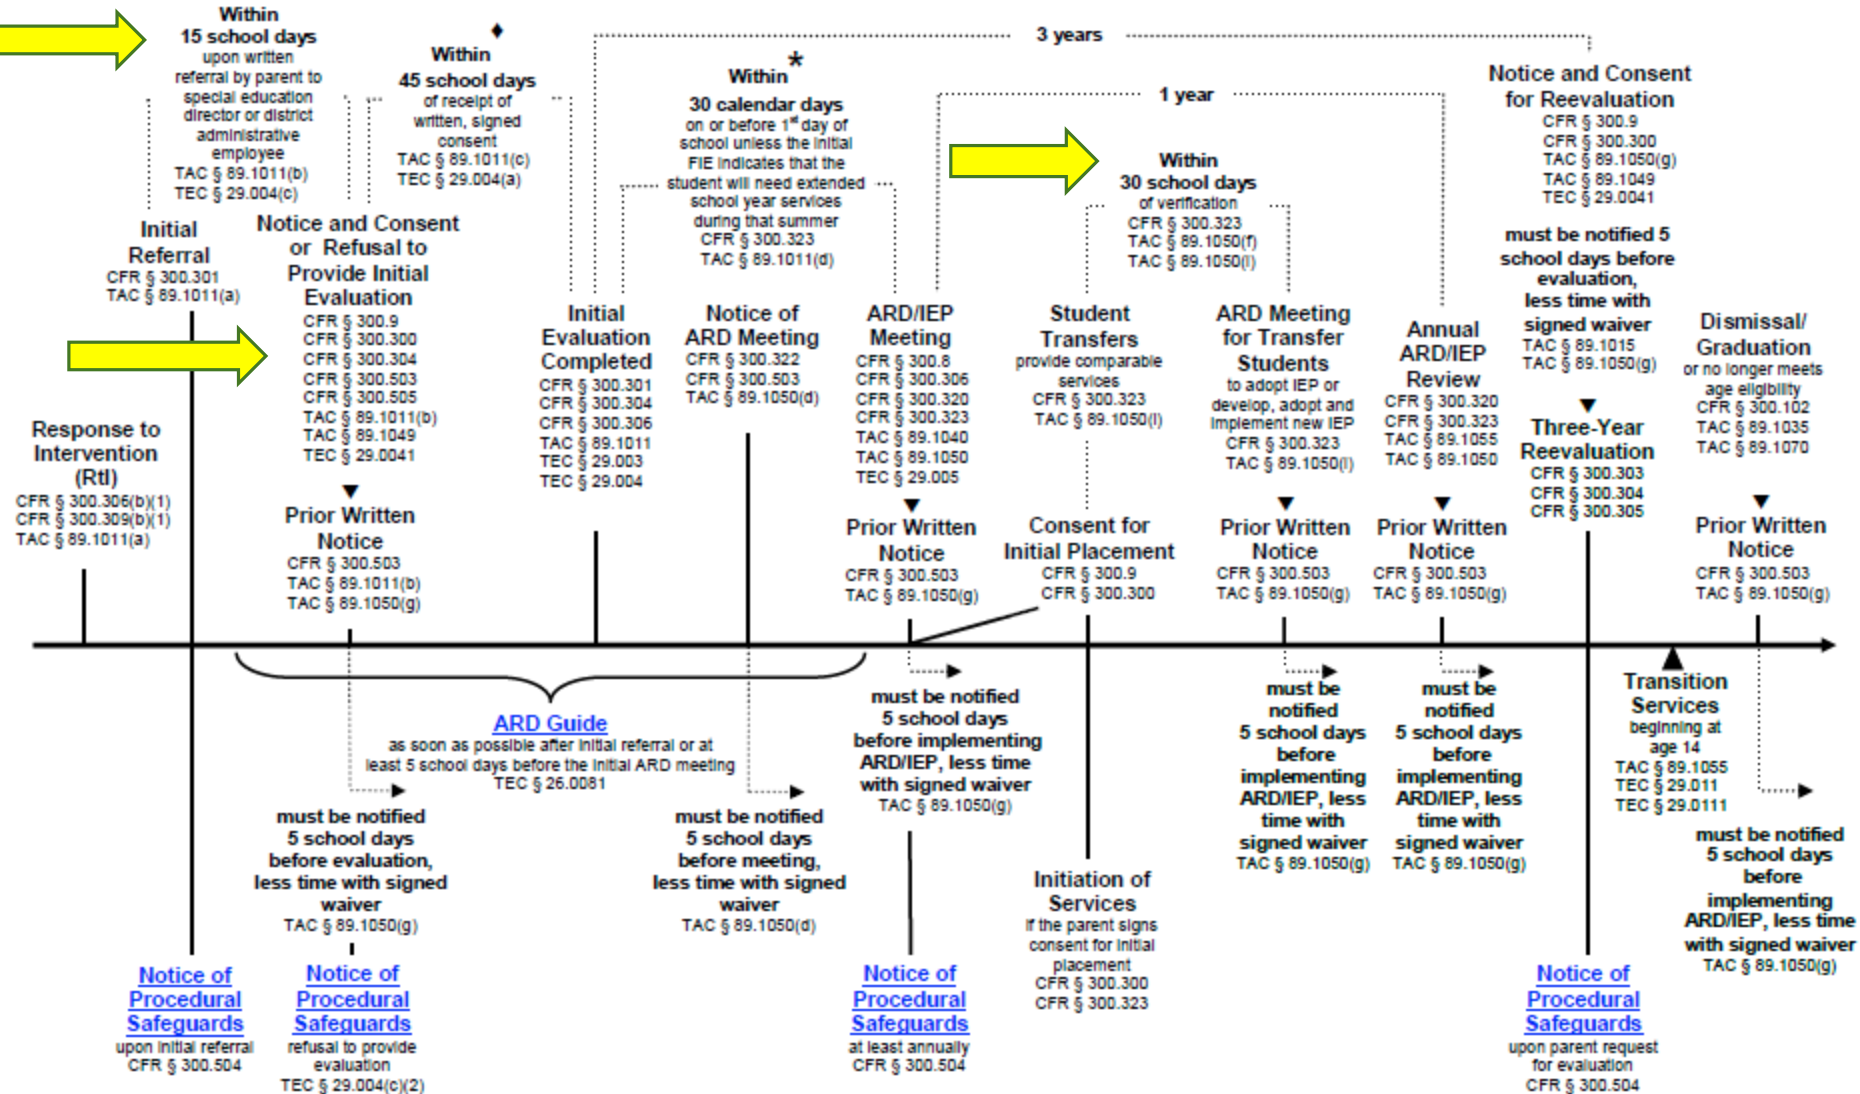 Within
15 school days
upon written
referral by parent to
special education
director or district
administrative
employee
TAC § 89.1011(b)
TEC § 29.004(c)
♦
Within
45 school days
of receipt of
written, signed
consent
TAC § 89.1011(c)
TEC § 29.004(a)
*
Within
30 calendar days
on or before 1st day of
school unless the initial
FIE indicates that the
student will need extended
school year services
during that summer
CFR § 300.323
TAC § 89.1011(d)
3 years
1 year
Within
30 school days
of verification
CFR § 300.323
TAC § 89.1050(f)
TAC § 89.1050(l)
Notice and Consent
for Reevaluation
CFR § 300.9
CFR § 300.300
TAC § 89.1050(g)
TAC § 89.1049
TEC § 29.0041
must be notified 5
school days before
evaluation,
less time with
signed waiver
TAC § 89.1015
TAC § 89.1050(g)
Three-Year
Reevaluation
CFR § 300.303
CFR § 300.304
CFR § 300.305
Response to
Intervention
(RtI)
CFR § 300.306(b)(1)
CFR § 300.309(b)(1)
TAC § 89.1011(a)
Initial
Referral
CFR § 300.301
TAC § 89.1011(a)
Notice and Consent
or Refusal to
Provide Initial
Evaluation
CFR § 300.9
CFR § 300.300
CFR § 300.304
CFR § 300.503
CFR § 300.505
TAC § 89.1011(b)
TAC § 89.1049
TEC § 29.0041
Prior Written
Notice
CFR § 300.503
TAC § 89.1011(b)
TAC § 89.1050(g)
Initial
Evaluation
Completed
CFR § 300.301
CFR § 300.304
CFR § 300.306
TAC § 89.1011
TEC § 29.003
TEC § 29.004
Notice of
ARD Meeting
CFR § 300.322
CFR § 300.503
TAC § 89.1050(d)
ARD/IEP
Meeting
CFR § 300.8
CFR § 300.306
CFR § 300.320
CFR § 300.323
TAC § 89.1040
TAC § 89.1050
TEC § 29.005
Prior Written
Notice
CFR § 300.503
TAC § 89.1050(g)
Student
Transfers
provide comparable
services
CFR § 300.323
TAC § 89.1050(l)
Consent for
Initial Placement
CFR § 300.9
CFR § 300.300
ARD Meeting
for Transfer
Students
to adopt IEP or
develop, adopt and
implement new IEP
CFR § 300.323
TAC § 89.1050(l)
Prior Written
Notice
CFR § 300.503
TAC § 89.1050(g)
Annual
ARD/IEP
Review
CFR § 300.320
CFR § 300.323
TAC § 89.1055
TAC § 89.1050
Prior Written
Notice
CFR § 300.503
TAC § 89.1050(g)
Dismissal/
Graduation
or no longer meets
age eligibility
CFR § 300.102
TAC § 89.1035
TAC § 89.1070
Prior Written
Notice
CFR § 300.503
TAC § 89.1050(g)
ARD Guide
as soon as possible after initial referral or at
least 5 school days before the initial ARD meeting
TEC § 26.0081
must be notified
5 school days
before evaluation,
less time with signed
waiver
TAC § 89.1050(g)
must be notified
5 school days
before meeting,
less time with signed
waiver
TAC § 89.1050(d)
must be notified
5 school days
before implementing
ARD/IEP, less time
with signed waiver
TAC § 89.1050(g)
Initiation of
Services
if the parent signs
consent for initial
placement
CFR § 300.300
CFR § 300.323
must be
notified
5 school days
before
implementing
ARD/IEP, less
time with
signed waiver
TAC § 89.1050(g)
must be
notified
5 school days
before
implementing
ARD/IEP, less
time with
signed waiver
TAC § 89.1050(g)
Transition
Services
beginning at
age 14
TAC § 89.1055
TEC § 29.011
TEC § 29.0111
must be notified
5 school days
before
implementing
ARD/IEP, less time
with signed waiver
TAC § 89.1050(g)
Notice of
Procedural
Safeguards
upon initial referral
CFR § 300.504
Notice of
Procedural
Safeguards
refusal to provide
evaluation
TEC § 29.004(c)(2)
Notice of
Procedural
Safeguards
at least annually
CFR § 300.504
Notice of
Procedural
Safeguards
upon parent request
for evaluation
CFR § 300.504